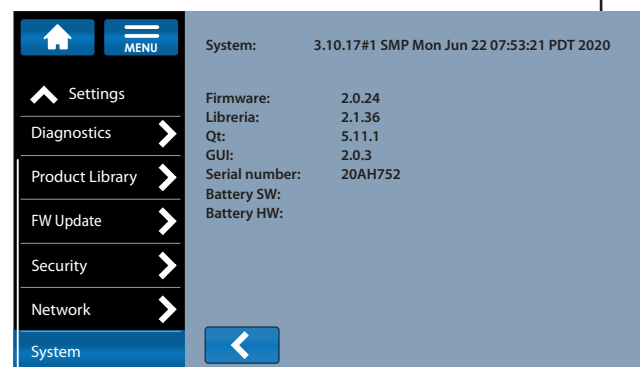 MENU
Settings
Diagnostics
Product Library
FW Update
Security
Network
System
System: 3.10.17#1 SMP Mon Jun 22 07:53:21 PDT 2020
Firmware: 2.0.24
Libreria: 2.1.36
Qt: 5.11.1
GUI: 2.0.3
Serial number: 20AH752
Battery SW:
Battery HW: